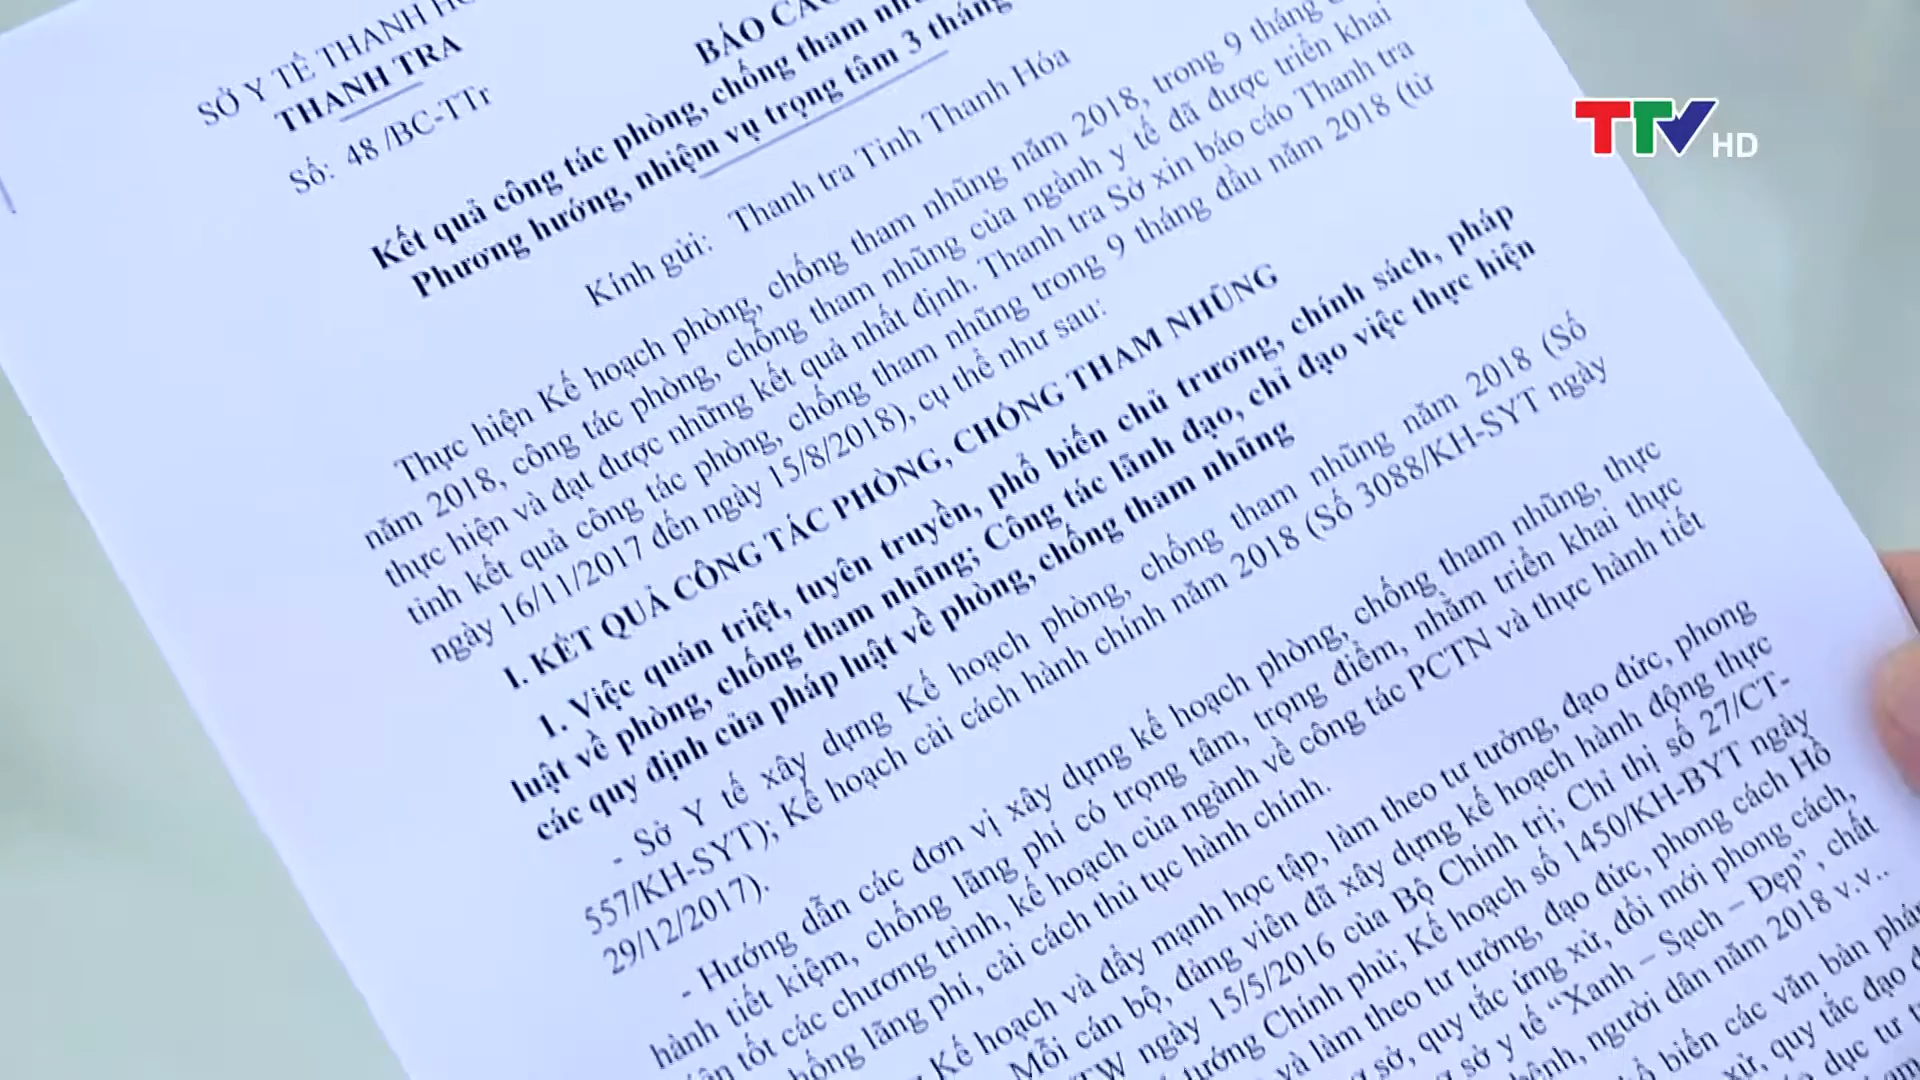 SỞ Y TẾ THANH
THANH TRA
Số: 48 /BC-TTr
BÁO CÁO
Kết quả công tác phòng, chống tham
Phương hướng, nhiệm vụ trọng tâm 3 tháng
Kính gửi: Thanh tra Tỉnh Thanh Hóa
Thực hiện Kế hoạch phòng, chống tham nhũng năm 2018, trong 9 tháng
năm 2018, công tác phòng, chống tham nhũng của ngành y tế đã được triển khai
thực hiện và đạt được những kết quả nhất định. Thanh tra Sở xin báo cáo Thanh tra
tỉnh kết quả công tác phòng, chống tham nhũng trong 9 tháng đầu năm 2018 (từ
ngày 16/11/2017 đến ngày 15/8/2018), cụ thể như sau:
I. KẾT QUẢ CÔNG TÁC PHÒNG, CHỐNG THAM NHŨNG
1. Việc quán triệt, tuyên truyền, phổ biến chủ trương, chính sách, pháp
luật về phòng, chống tham nhũng; Công tác lãnh đạo, chỉ đạo việc thực hiện
các quy định của pháp luật về phòng, chống tham nhũng
- Sở Y tế xây dựng Kế hoạch phòng, chống tham nhũng năm 2018 (Số
557/KH-SYT); Kế hoạch cải cách hành chính năm 2018 (Số 3088/KH-SYT ngày
29/12/2017).
- Hướng dẫn các đơn vị xây dựng kế hoạch phòng, chống tham nhũng, thực
hành tiết kiệm, chống lãng phí có trọng tâm, trọng điểm, nhằm triển khai thực
tốt các chương trình, kế hoạch của ngành về công tác PCTN và thực hành tiết
lãng phí, cải cách thủ tục hành chính.
Kế hoạch và đẩy mạnh học tập, làm theo tư tưởng, đạo đức, phong
Mỗi cán bộ, đảng viên đã xây dựng kế hoạch hành động thực
ngày 15/5/2016 của Bộ Chính trị; Chỉ thị số 27/CT-
tướng Chính phủ; Kế hoạch số 1450/KH-BYT ngày
và làm theo tư tưởng, đạo đức, phong cách Hồ
sở, quy tắc ứng xử, đổi mới phong cách,
sở y tế “Xanh – Sạch – Đẹp”, chất
bệnh, người dân năm 2018 v.v..
biến các văn bản
xử, quy tắc đạo
TTV HD